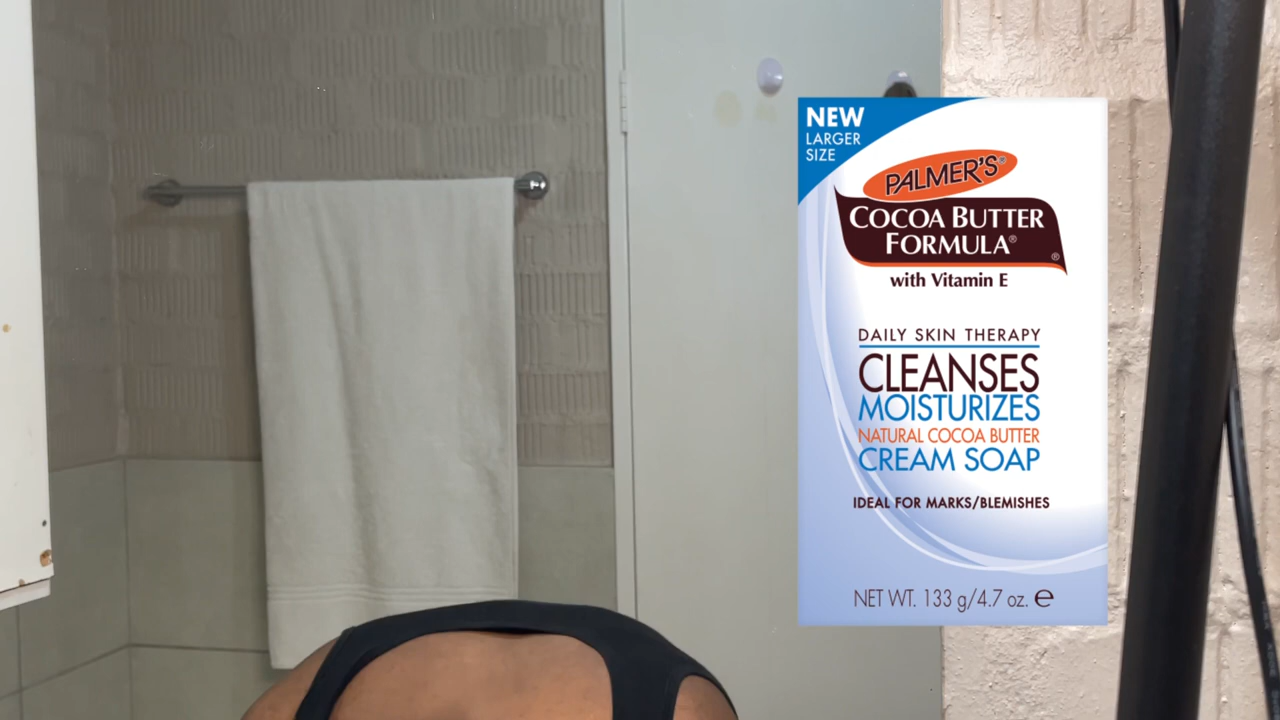 NEW
LARGER
SIZE
PALMER'S®
COCOA BUTTER
FORMULA®
®
with Vitamin E
DAILY SKIN THERAPY
CLEANSES
MOISTURIZES
NATURAL COCOA BUTTER
CREAM SOAP
IDEAL FOR MARKS/BLEMISHES
NET WT. 133 g/4.7 oz. e